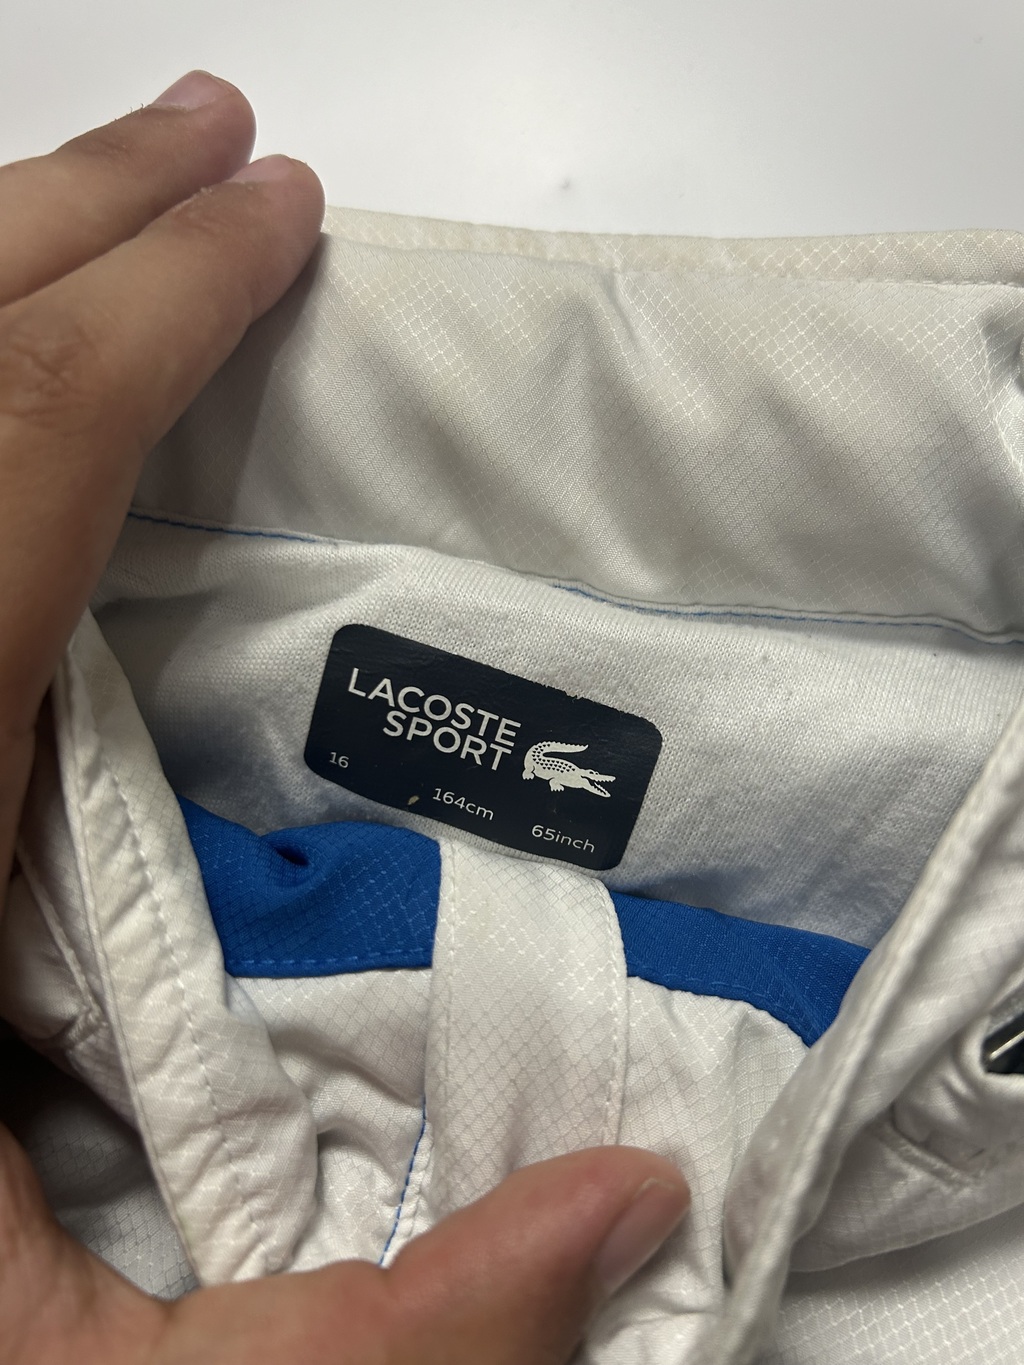 LACOSTE
SPORT
16
164cm
65inch